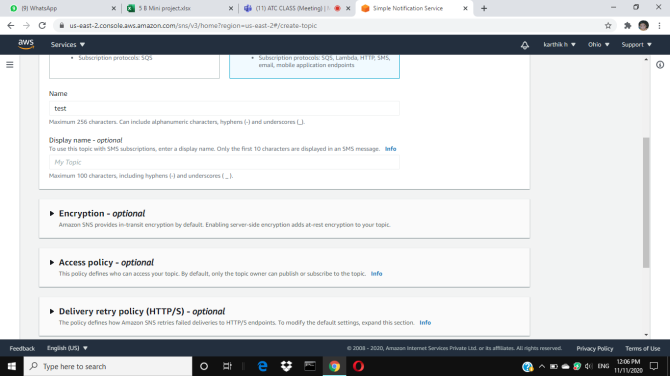 (9) WhatsApp
5 8 Mini project.xlsx
(11) ATC CLASS (Meeting) | M
Simple Notification Service
us-east-2.console.aws.amazon.com/sns/v3/home?region=us-east-2#/create-topic
aws
Services
karthik h
Ohio
Support
Subscription protocols: SQS
Subscription protocols: SQS, Lambda, HTTP, SMS,
email, mobile application endpoints
Name
test
Maximum 256 characters. Can include alphanumeric characters, hyphens (-) and underscores (_).
Display name - optional
To use this topic with SMS subscriptions, enter a display name. Only the first 10 characters are displayed in an SMS message. Info
My Topic
Maximum 100 characters, including hyphens (-) and underscores (_).
Encryption - optional
Amazon SNS provides in-transit encryption by default. Enabling server-side encryption adds at-rest encryption to your topic.
Access policy - optional
This policy defines who can access your topic. By default, only the topic owner can publish or subscribe to the topic. Info
Delivery retry policy (HTTP/S) - optional
The policy defines how Amazon SNS retries failed deliveries to HTTP/S endpoints. To modify the default settings, expand this section. Info
Feedback
English (US)
© 2008 - 2020, Amazon Internet Services Private Ltd. or its affiliates. All rights reserved.
Privacy Policy
Terms of Use
Type here to search
ENG
12:06 PM
11/11/2020